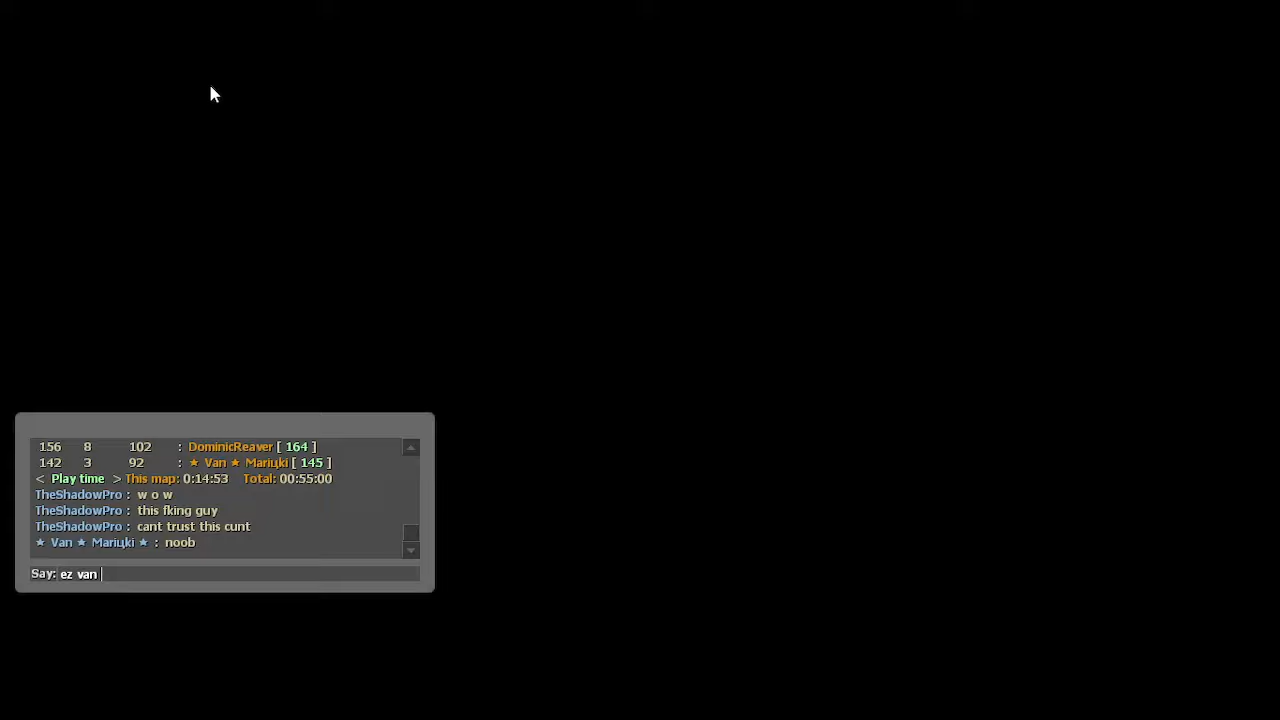 156 8 102 : DominicReaver [ 164 ]
142 3 92 : ★ Van ★ Mariцki [ 145 ]
< Play time > This map: 0:14:53 Total: 00:55:00
TheShadowPro : w o w
TheShadowPro : this fking guy
TheShadowPro : cant trust this cunt
★ Van ★ Mariцki ★ : noob
Say: ez van